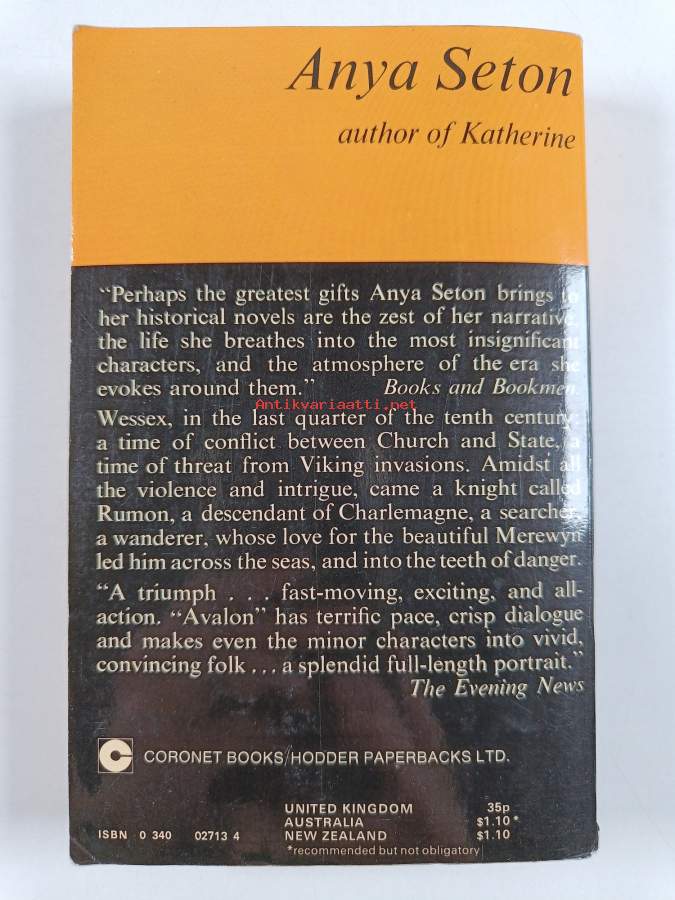 Anya Seton
author of Katherine
“Perhaps the greatest gifts Anya Seton brings to
her historical novels are the zest of her narrative,
the life she breathes into the most insignificant
characters, and the atmosphere of the era she
evokes around them.” Books and Bookmen.
Antikvariaatti.net
Wessex, in the last quarter of the tenth century:
a time of conflict between Church and State, a
time of threat from Viking invasions. Amidst all
the violence and intrigue, came a knight called
Rumon, a descendant of Charlemagne, a searcher,
a wanderer, whose love for the beautiful Merewyn
led him across the seas, and into the teeth of danger.
“A triumph . . . fast-moving, exciting, and all-
action. “Avalon” has terrific pace, crisp dialogue
and makes even the minor characters into vivid,
convincing folk . . . a splendid full-length portrait.”
The Evening News
CORONET BOOKS/HODDER PAPERBACKS LTD.
UNITED KINGDOM 35p
AUSTRALIA $1.10*
ISBN 0 340 02713 4 NEW ZEALAND $1.10
*recommended but not obligatory